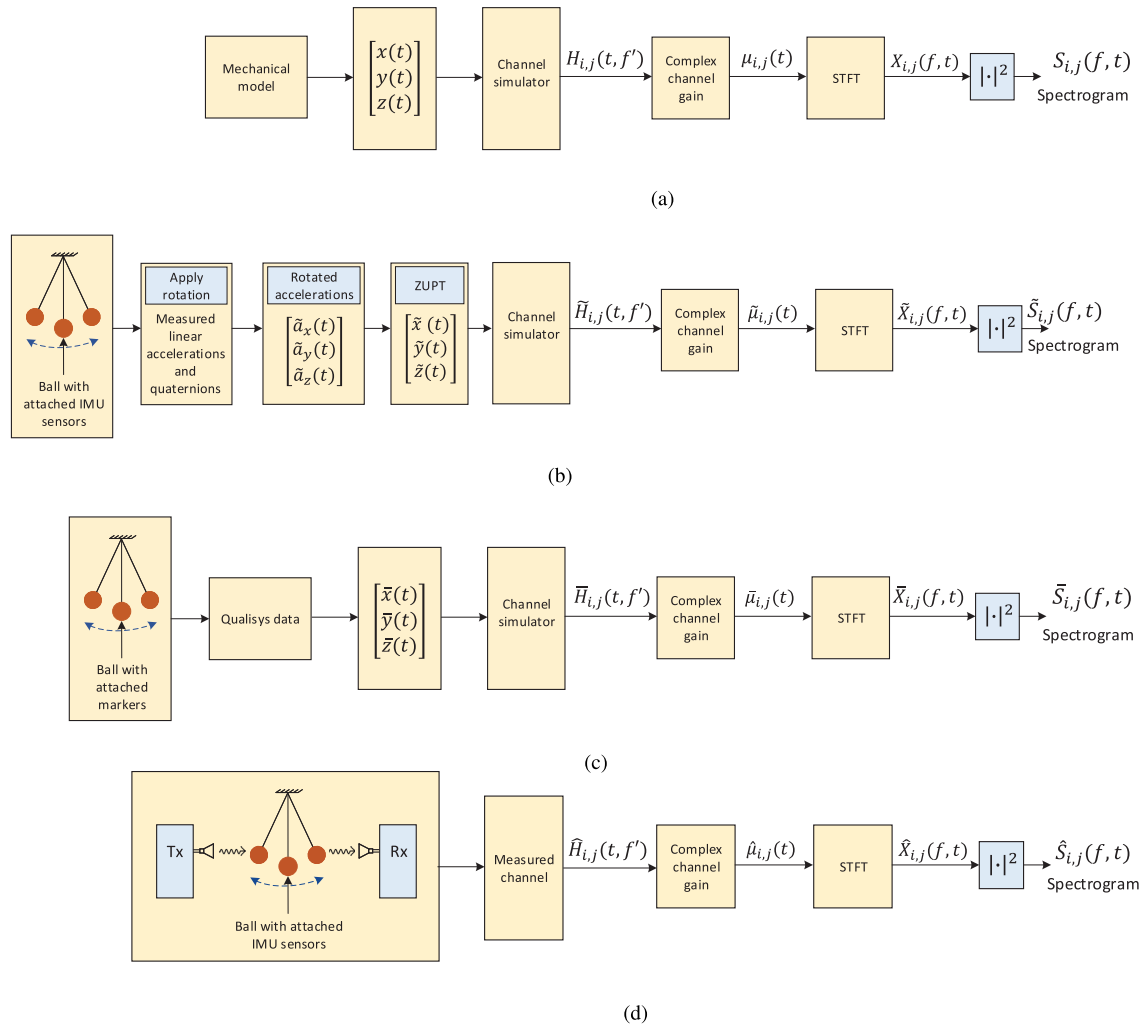 Mechanical
model
[x(t)
y(t)
z(t)]
Channel
simulator
H_{i,j}(t, f′)
Complex
channel
gain
μ_{i,j}(t)
STFT
X_{i,j}(f, t)
|·|²
S_{i,j}(f, t)
Spectrogram
(a)
Ball with
attached IMU
sensors
Apply
rotation
Measured
linear
accelerations
and
quaternions
Rotated
accelerations
[ã_x(t)
ã_y(t)
ã_z(t)]
ZUPT
[x̃ (t)
ỹ(t)
z̃(t)]
Channel
simulator
H̃_{i,j}(t, f′)
Complex
channel
gain
μ̃_{i,j}(t)
STFT
X̃_{i,j}(f, t)
|·|²
S̃_{i,j}(f, t)
Spectrogram
(b)
Ball with
attached
markers
Qualisys data
[x̄(t)
ȳ(t)
z̄(t)]
Channel
simulator
H̄_{i,j}(t, f′)
Complex
channel
gain
μ̄_{i,j}(t)
STFT
X̄_{i,j}(f, t)
|·|²
S̄_{i,j}(f, t)
Spectrogram
(c)
Tx
Rx
Ball with attached
IMU sensors
Measured
channel
Ĥ_{i,j}(t, f′)
Complex
channel
gain
μ̂_{i,j}(t)
STFT
X̂_{i,j}(f, t)
|·|²
Ŝ_{i,j}(f, t)
Spectrogram
(d)